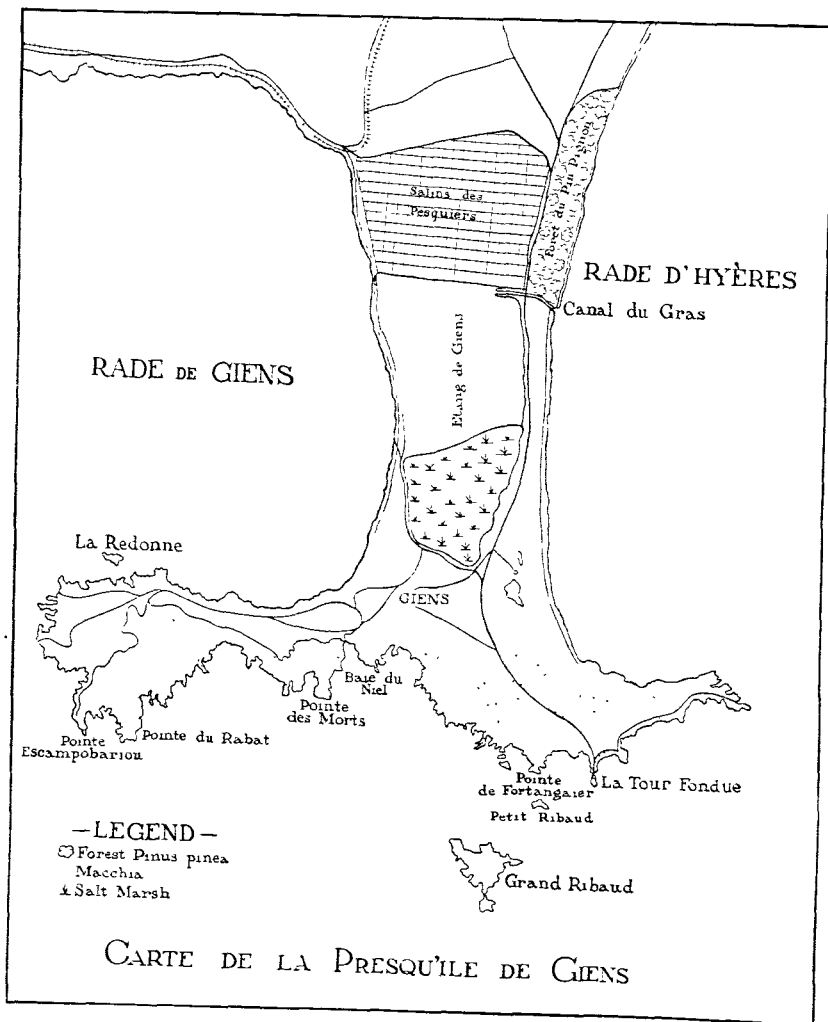 Salins des
Pesquiers
Foret du Pin Pignon
RADE D'HYÈRES
Canal du Gras
RADE DE GIENS
Etang de Giens
La Redonne
GIENS
Baie du
Niel
Pointe
des Morts
Pointe du Rabat
Pointe
Escampobariou
Pointe
de Fortangaier
La Tour Fondue
Petit Ribaud
Grand Ribaud
—LEGEND—
Forest Pinus pinea
Macchia
Salt Marsh
CARTE DE LA PRESQU'ILE DE GIENS